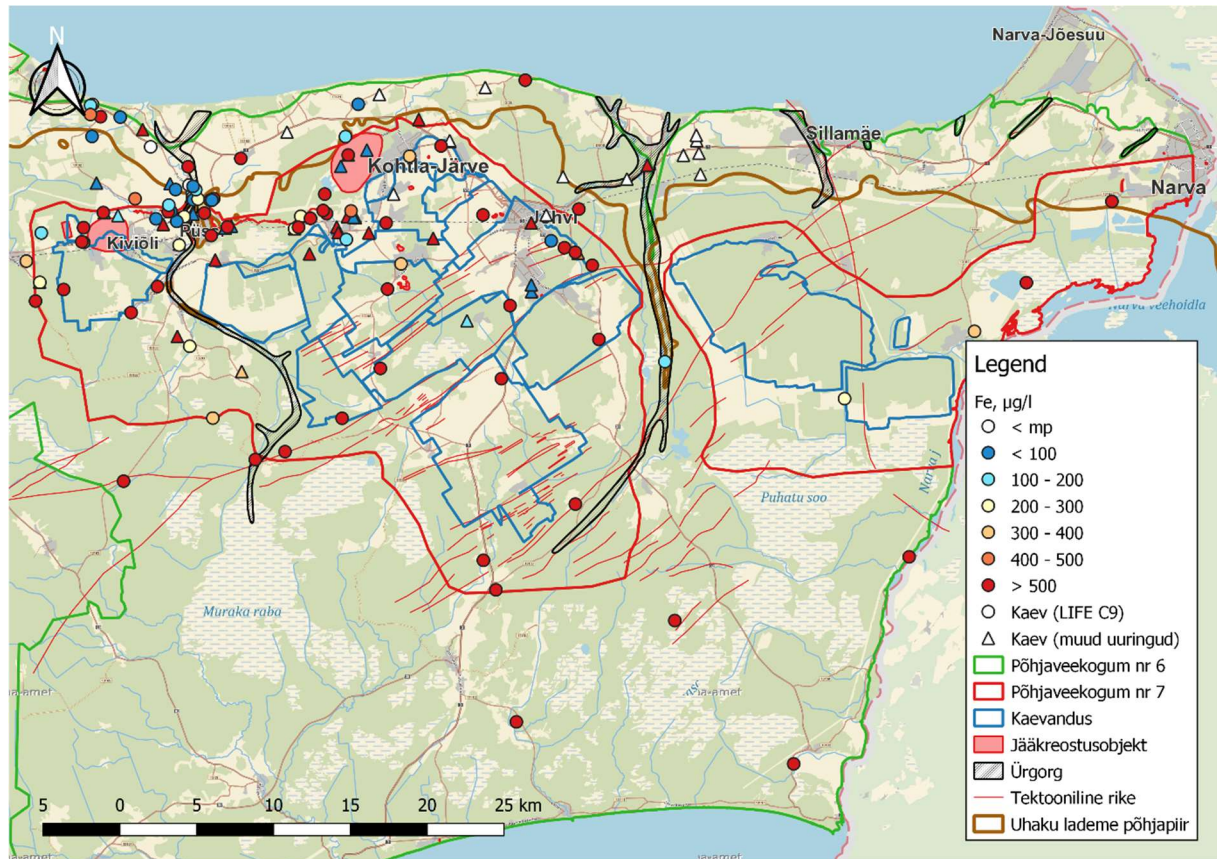 N
Narva-Jõesuu
Sillamäe
Kohtla-Järve
Narva
Jõhvi
Kiviõli
Püssi
Narva veehoidla
Puhatu soo
Narva j
Muraka raba
Legend
Fe, µg/l
< mp
< 100
100 - 200
200 - 300
300 - 400
400 - 500
> 500
Kaev (LIFE C9)
Kaev (muud uuringud)
Põhjaveekogum nr 6
Põhjaveekogum nr 7
Kaevandus
Jääkreostusobjekt
Ürgorg
Tektooniline rike
Uhaku lademe põhjapiir
5 0 5 10 15 20 25 km